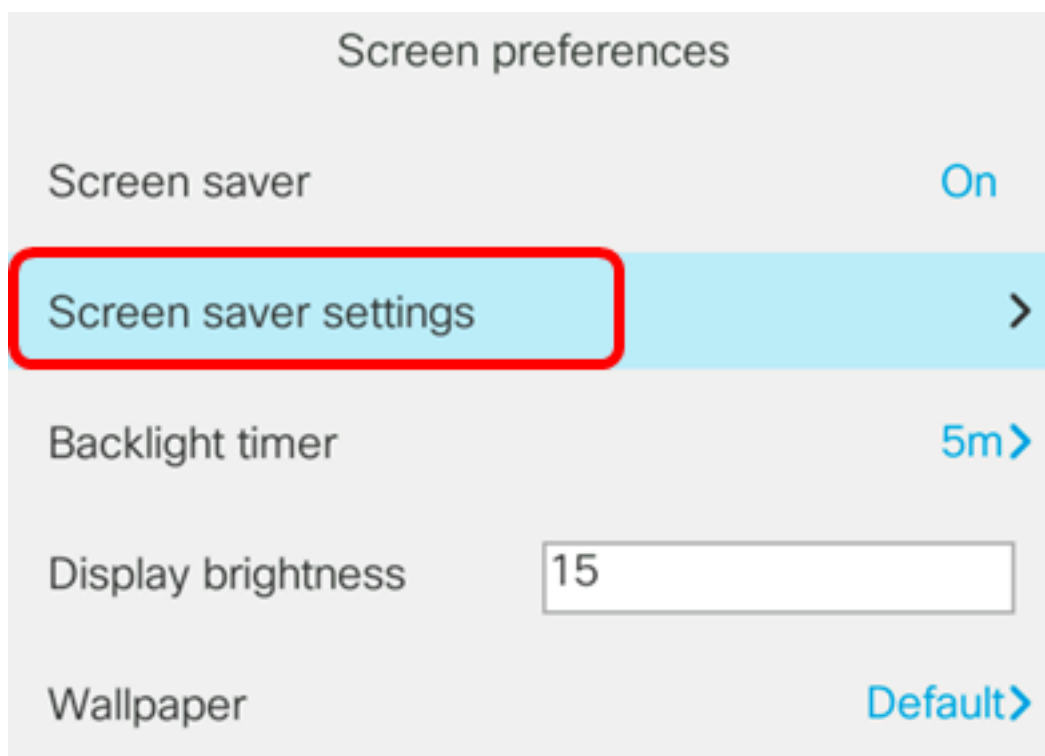 Screen preferences
Screen saver On
Screen saver settings
Backlight timer 5m
Display brightness 15
Wallpaper Default